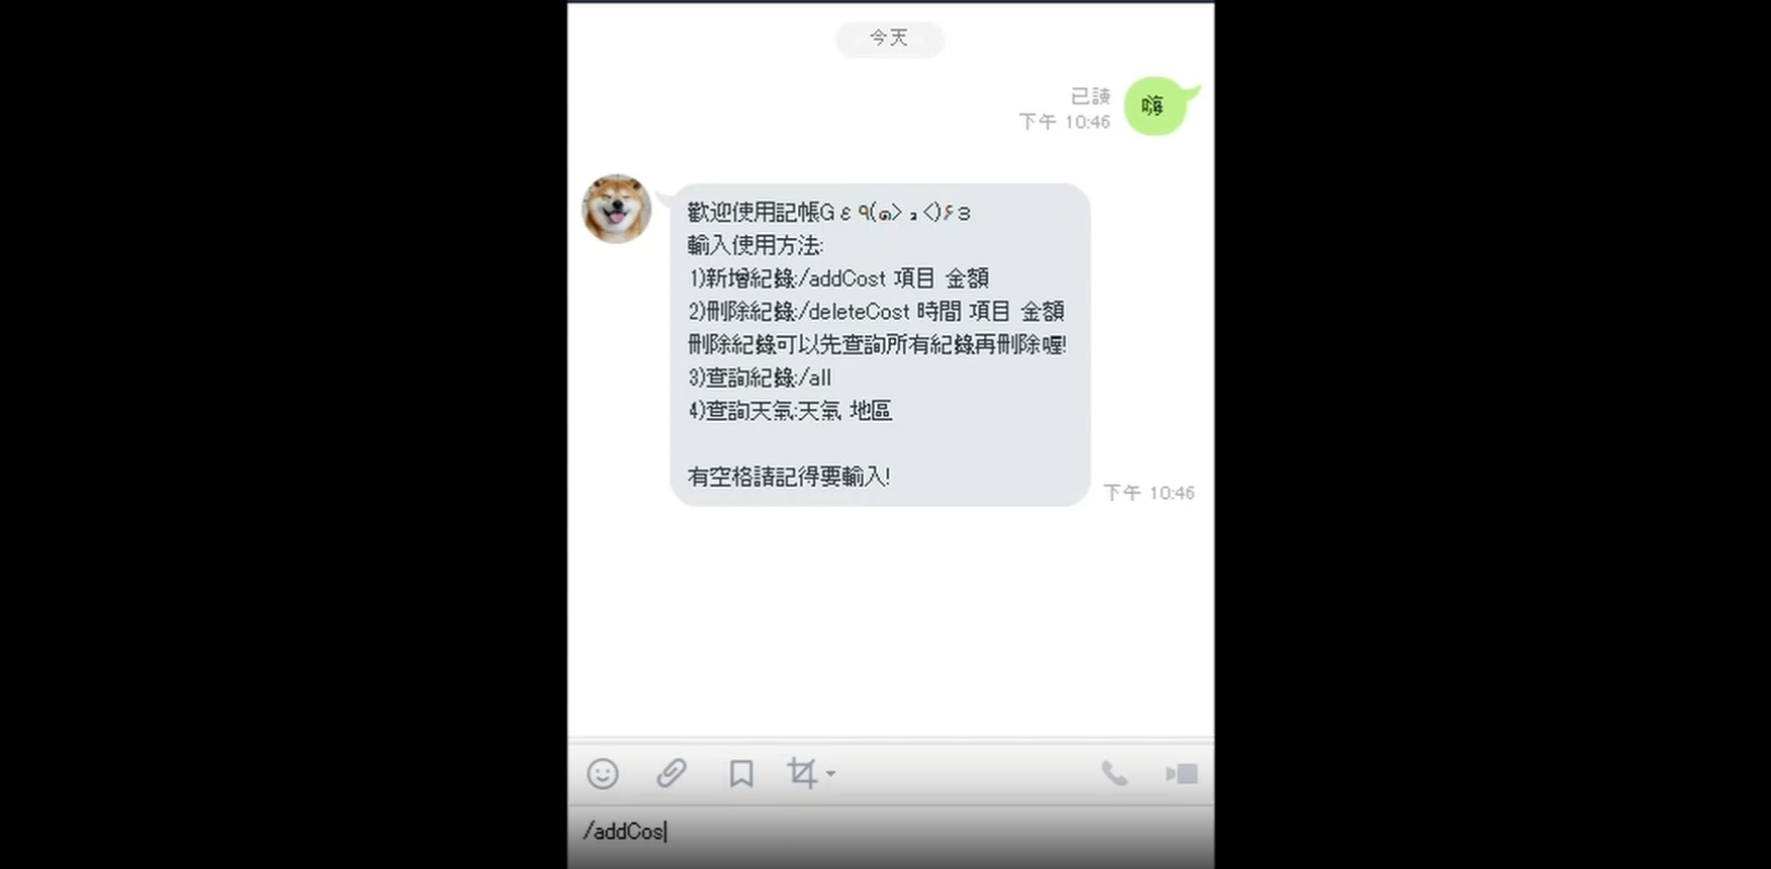 今天
已讀
下午 10:46
嗨
歡迎使用記帳G ε٩(๑> ₃ <)۶з
輸入使用方法:
1)新增紀錄:/addCost 項目 金額
2)刪除紀錄:/deleteCost 時間 項目 金額
刪除紀錄可以先查詢所有紀錄再刪除喔!
3)查詢紀錄:/all
4)查詢天氣:天氣 地區
有空格請記得要輸入!
下午 10:46
/addCos